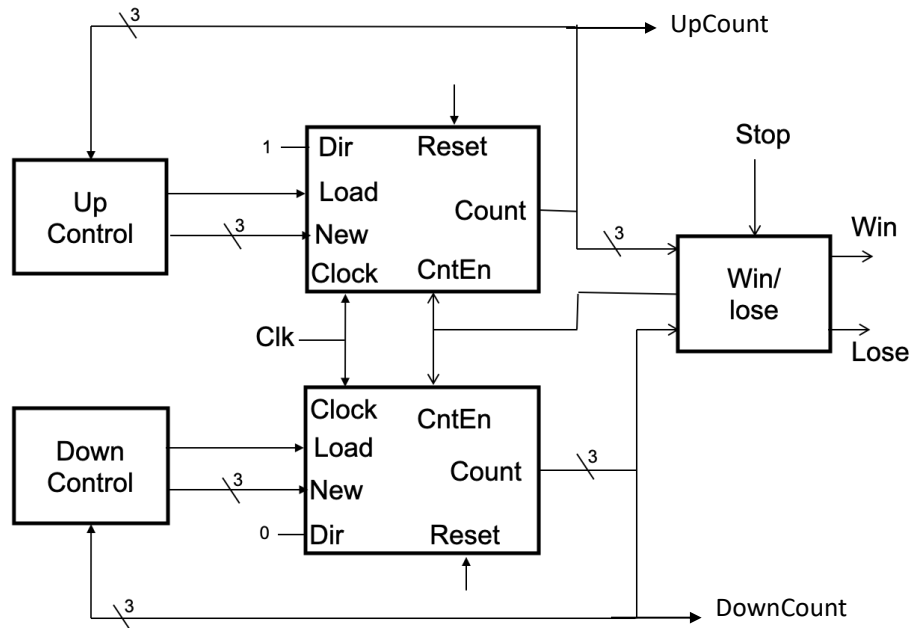 3
UpCount
1
Dir
Reset
Stop
Up
Control
Load
Count
3
New
3
Win
Clock
CntEn
Win/
lose
Clk
Lose
Clock
CntEn
Down
Control
Load
Count
3
3
New
0
Dir
Reset
3
DownCount